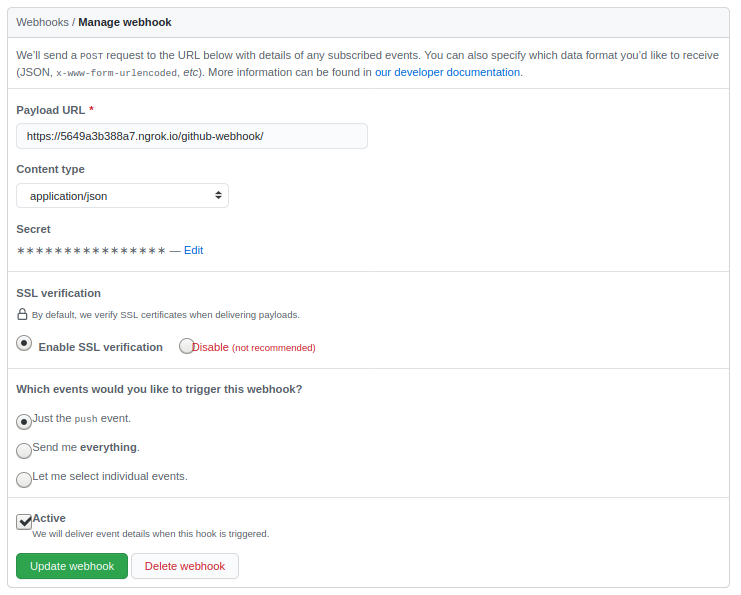 Webhooks / Manage webhook
We'll send a POST request to the URL below with details of any subscribed events. You can also specify which data format you'd like to receive
(JSON, x-www-form-urlencoded, etc). More information can be found in our developer documentation.
Payload URL *
https://5649a3b388a7.ngrok.io/github-webhook/
Content type
application/json
Secret
**************** — Edit
SSL verification
By default, we verify SSL certificates when delivering payloads.
Enable SSL verification Disable (not recommended)
Which events would you like to trigger this webhook?
Just the push event.
Send me everything.
Let me select individual events.
Active
We will deliver event details when this hook is triggered.
Update webhook Delete webhook